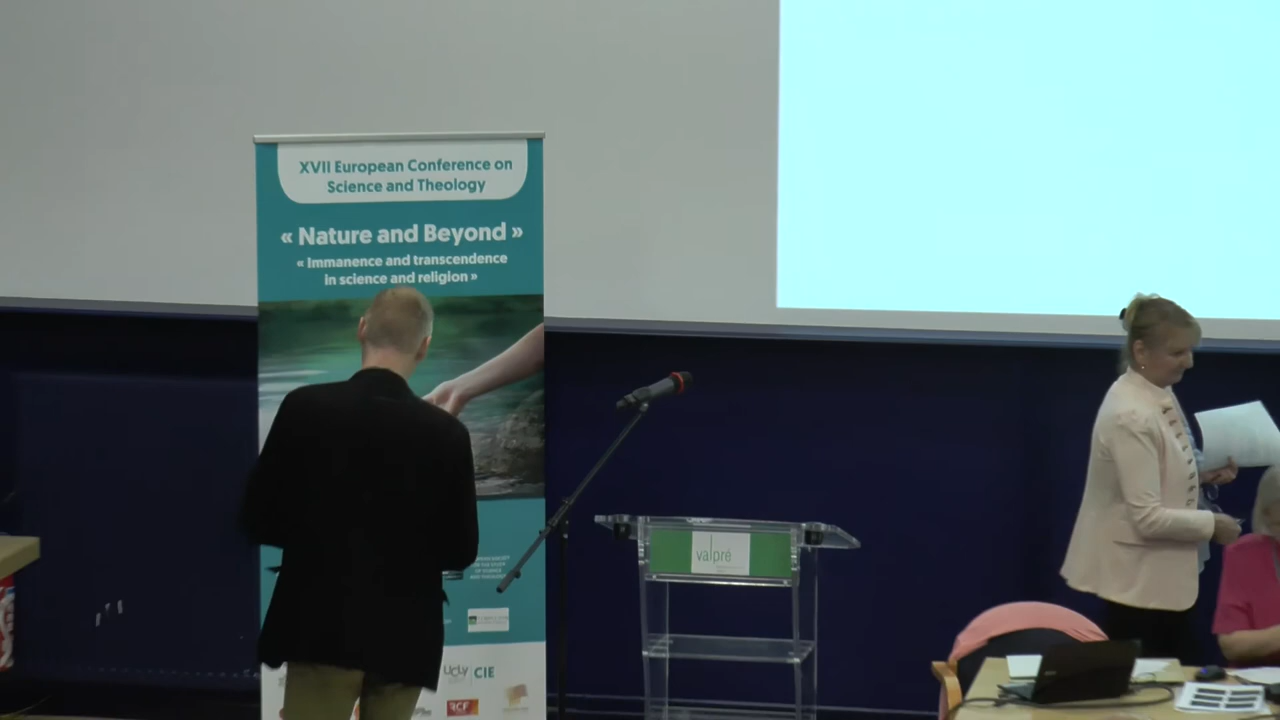 XVII European Conference on
Science and Theology
« Nature and Beyond »
« Immanence and transcendence
in science and religion »
valpré
UCLy CIE
RCF